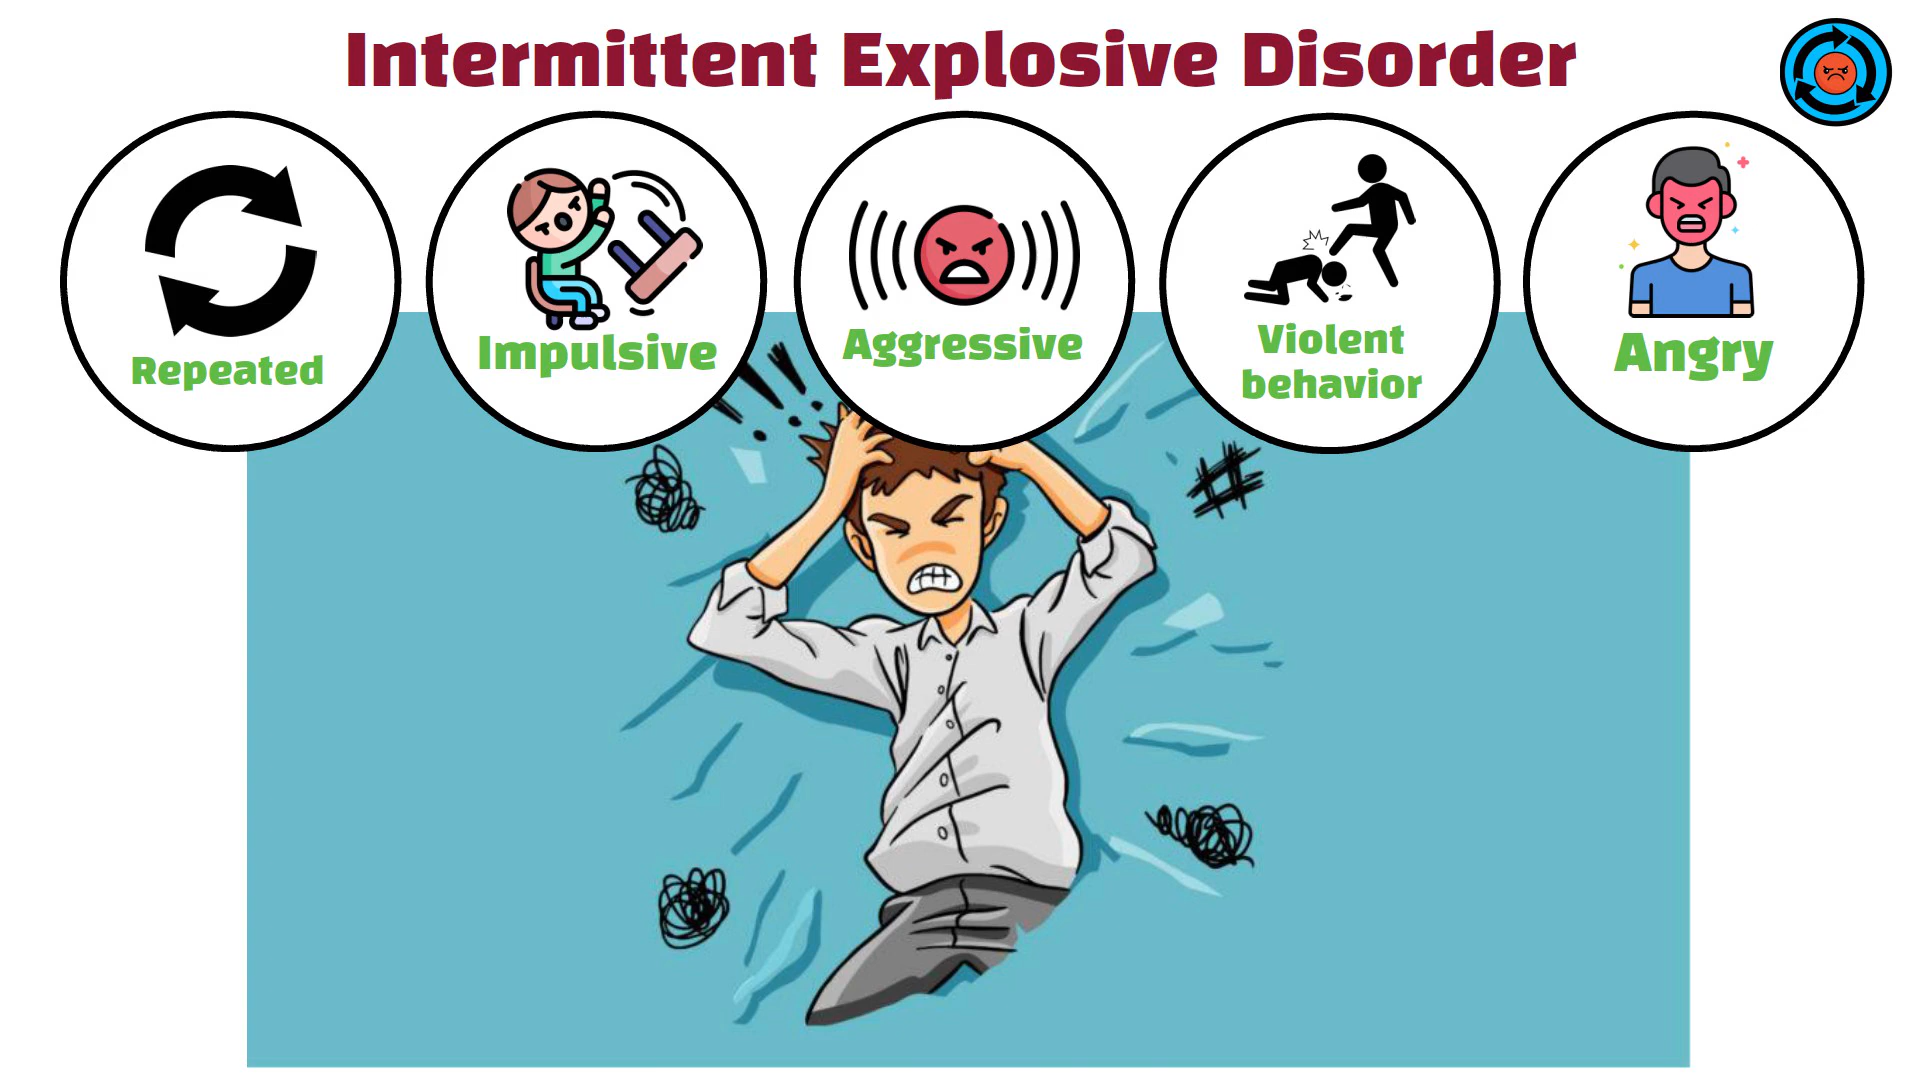 Intermittent Explosive Disorder
Repeated
Impulsive
Aggressive
Violent
behavior
Angry